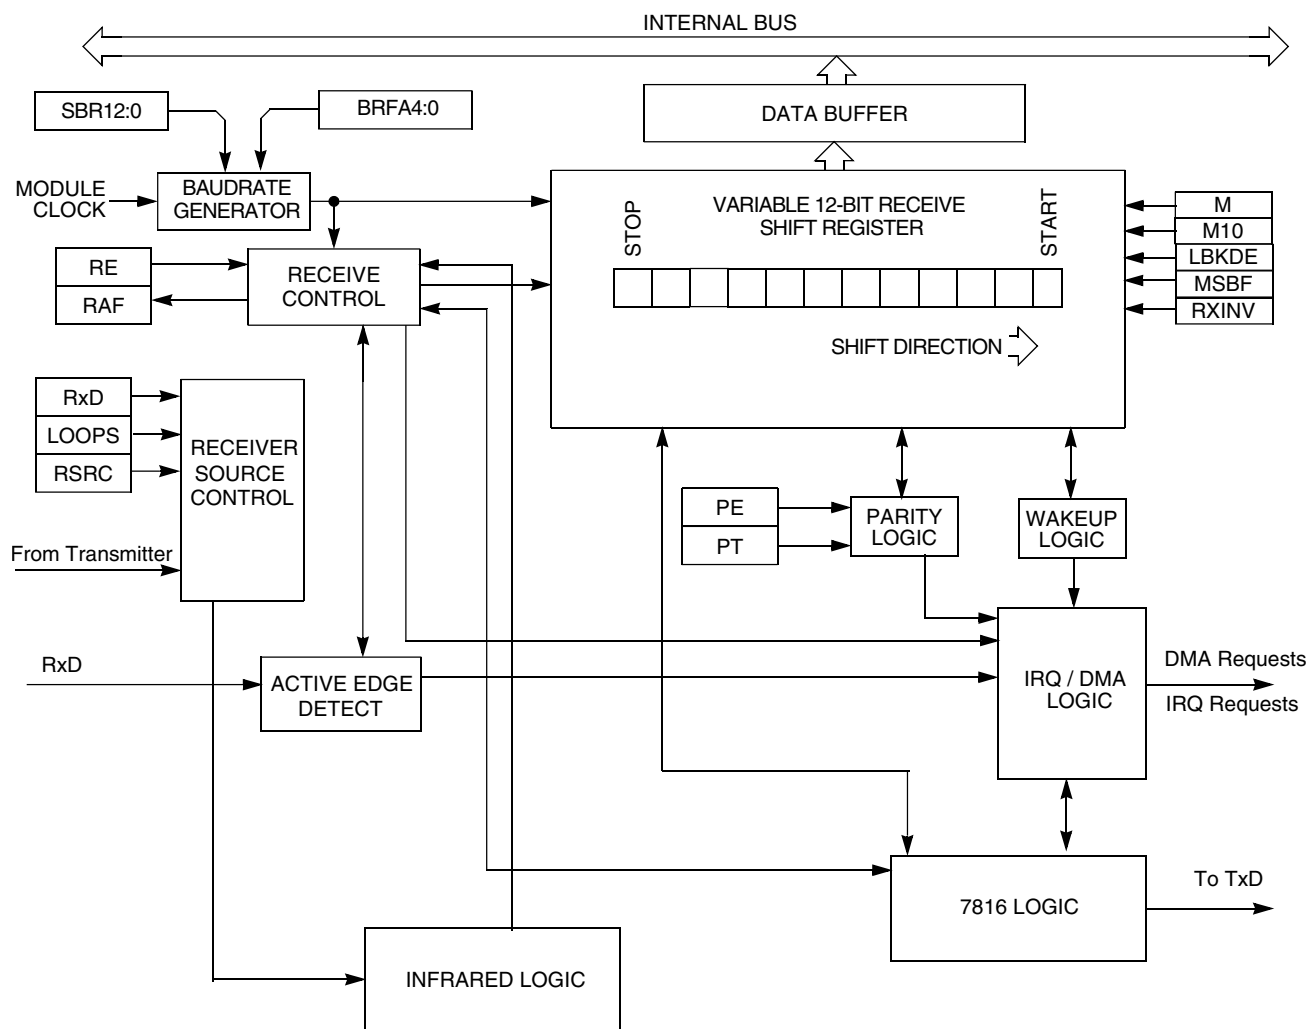 INTERNAL BUS
SBR12:0
BRFA4:0
DATA BUFFER
MODULE
CLOCK
BAUDRATE
GENERATOR
VARIABLE 12-BIT RECEIVE
SHIFT REGISTER
STOP
START
M
M10
LBKDE
MSBF
RXINV
RE
RAF
RECEIVE
CONTROL
SHIFT DIRECTION
RxD
LOOPS
RSRC
RECEIVER
SOURCE
CONTROL
From Transmitter
PE
PT
PARITY
LOGIC
WAKEUP
LOGIC
RxD
ACTIVE EDGE
DETECT
IRQ / DMA
LOGIC
DMA Requests
IRQ Requests
7816 LOGIC
To TxD
INFRARED LOGIC